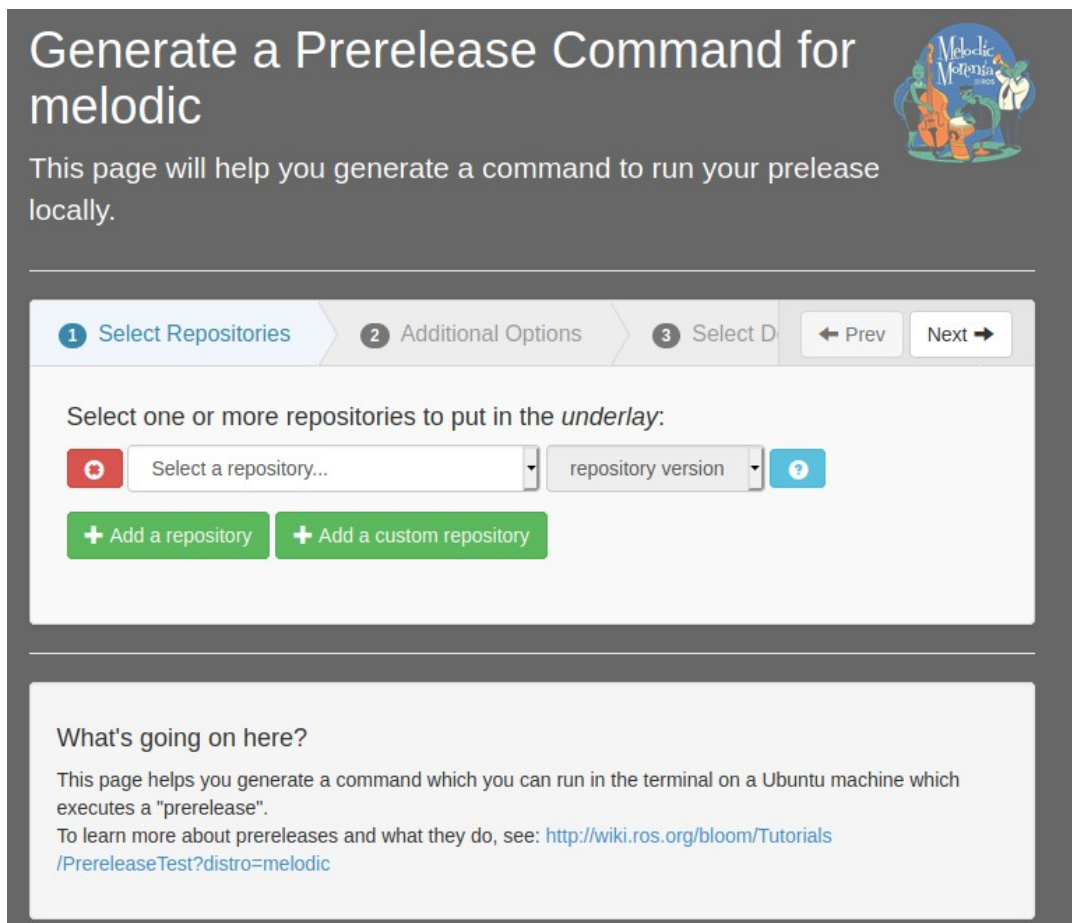 Generate a Prerelease Command for
melodic
Melodic
Morenia
ROS
This page will help you generate a command to run your prelease
locally.
1 Select Repositories
2 Additional Options
3 Select D
Prev
Next
Select one or more repositories to put in the underlay:
Select a repository...
repository version
?
+ Add a repository
+ Add a custom repository
What's going on here?
This page helps you generate a command which you can run in the terminal on a Ubuntu machine which
executes a "prerelease".
To learn more about prereleases and what they do, see: http://wiki.ros.org/bloom/Tutorials
/PrereleaseTest?distro=melodic